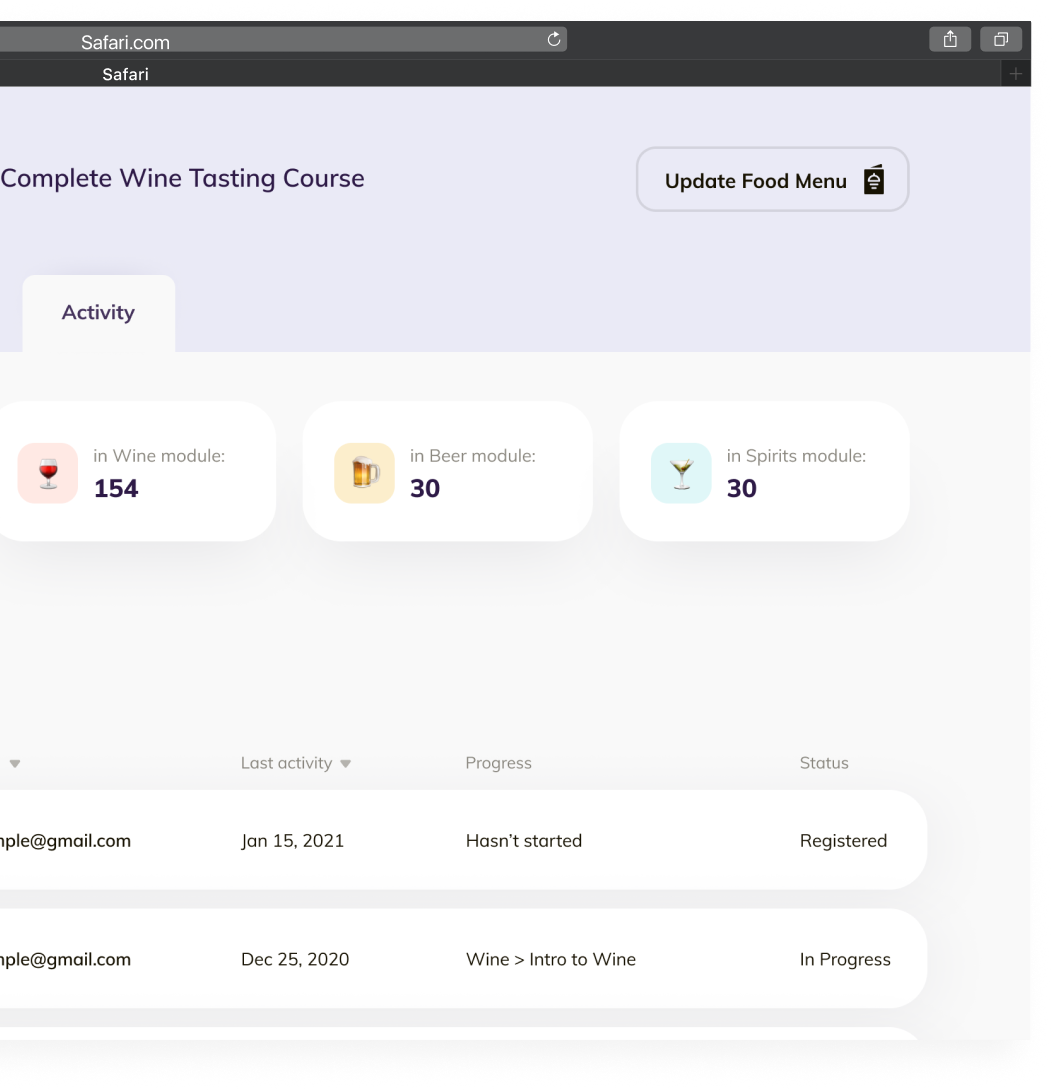 Safari.com
Safari
Complete Wine Tasting Course
Update Food Menu
Activity
in Wine module:
154
in Beer module:
30
in Spirits module:
30
Last activity
Progress
Status
mple@gmail.com
Jan 15, 2021
Hasn’t started
Registered
mple@gmail.com
Dec 25, 2020
Wine > Intro to Wine
In Progress